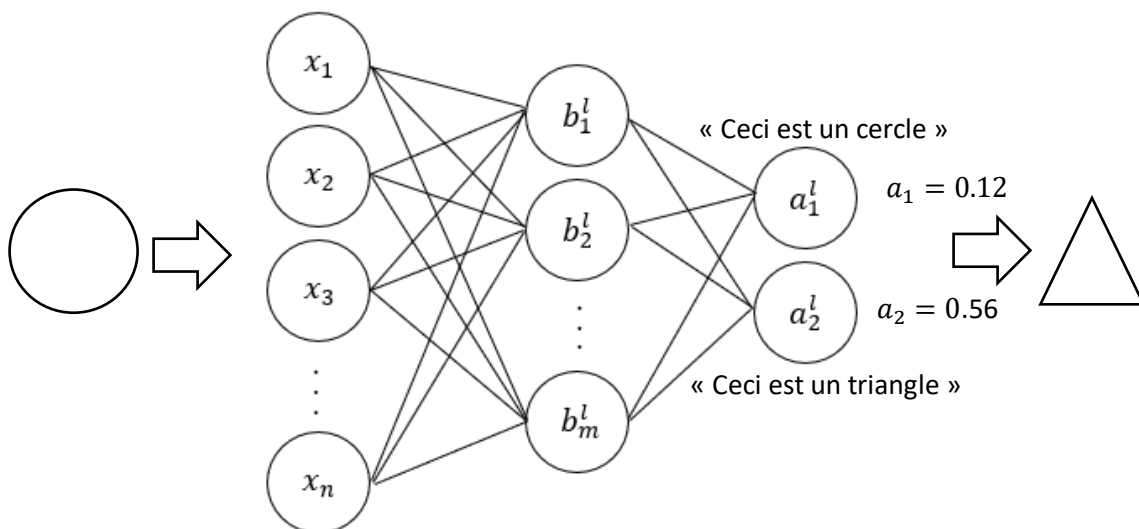 x_1
x_2
x_3
⋮
x_n
b_1^l
b_2^l
⋮
b_m^l
« Ceci est un cercle »
a_1^l
a_1 = 0.12
a_2^l
a_2 = 0.56
« Ceci est un triangle »